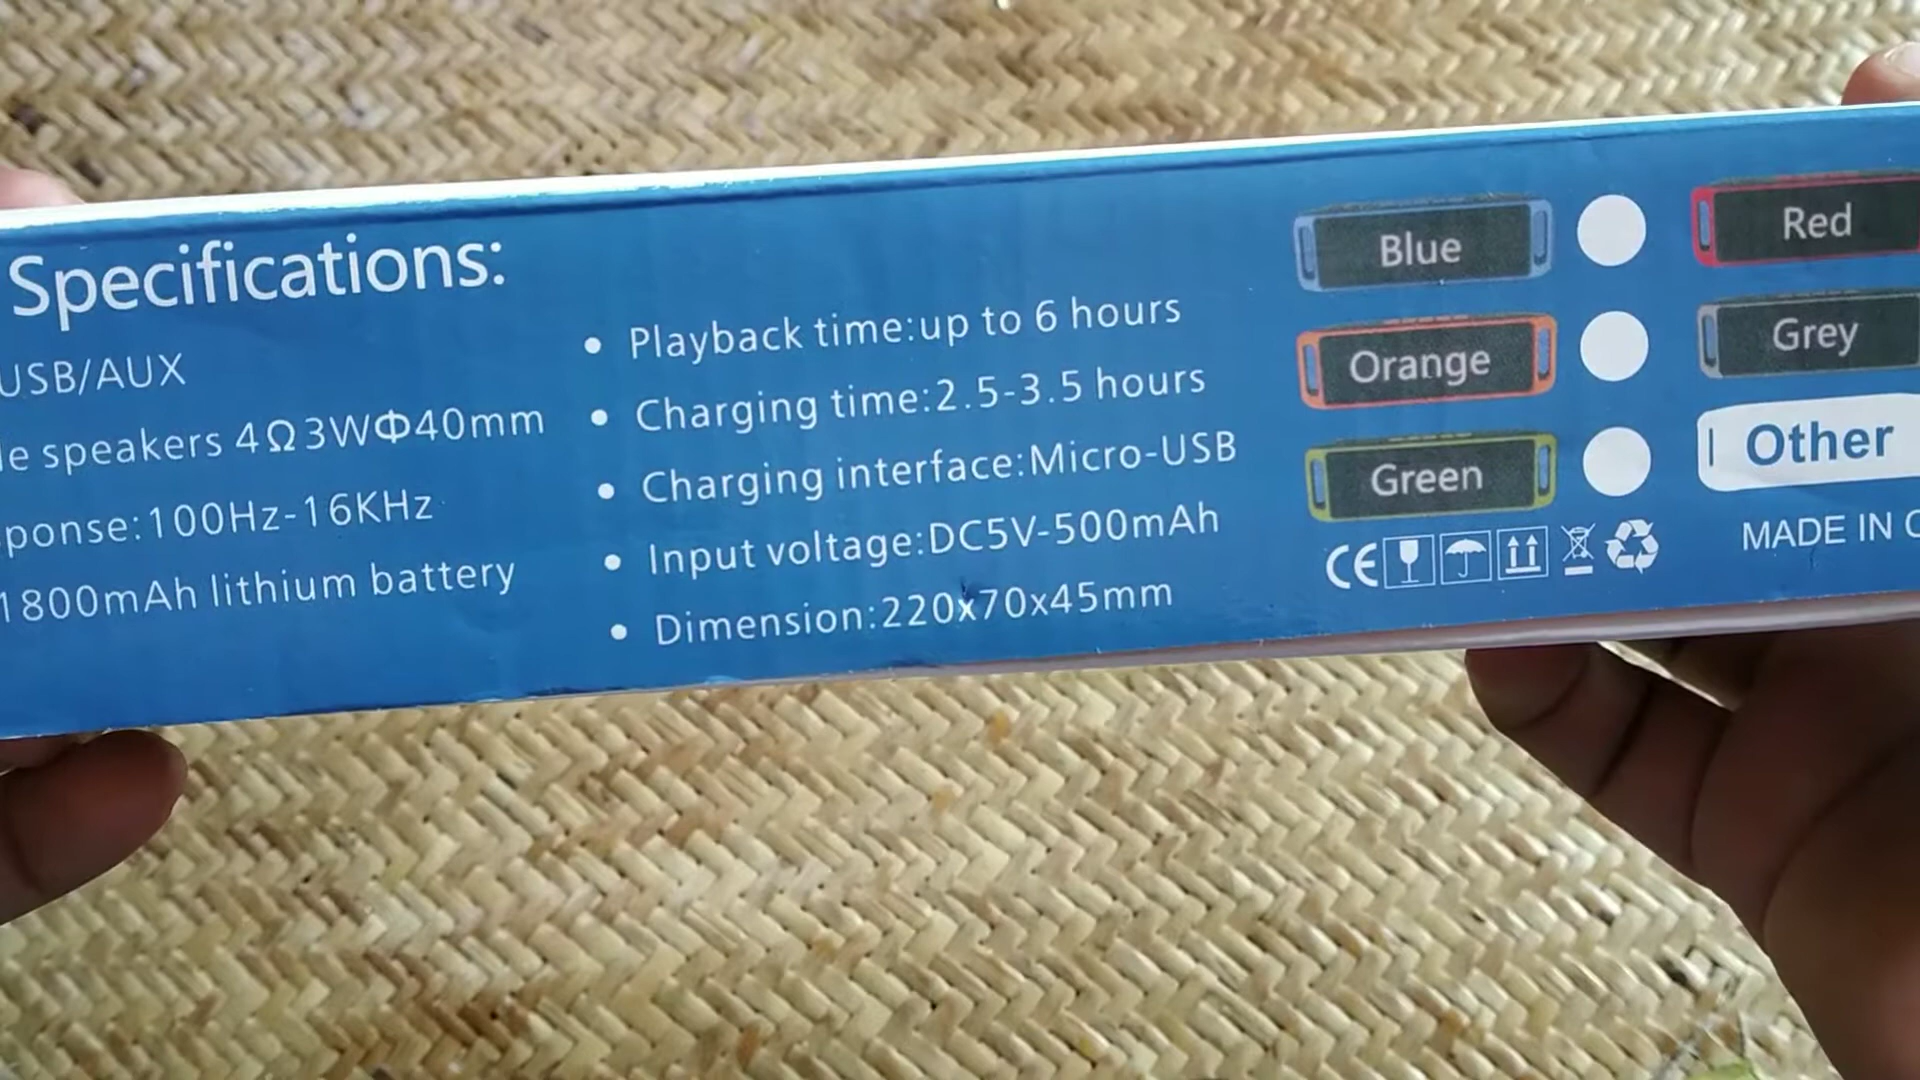 Specifications:
USB/AUX
le speakers 4Ω3WΦ40mm
ponse:100Hz-16KHz
1800mAh lithium battery
• Playback time:up to 6 hours
• Charging time:2.5-3.5 hours
• Charging interface:Micro-USB
• Input voltage:DC5V-500mAh
• Dimension:220x70x45mm
Blue
Red
Orange
Grey
Green
Other
CE
MADE IN C